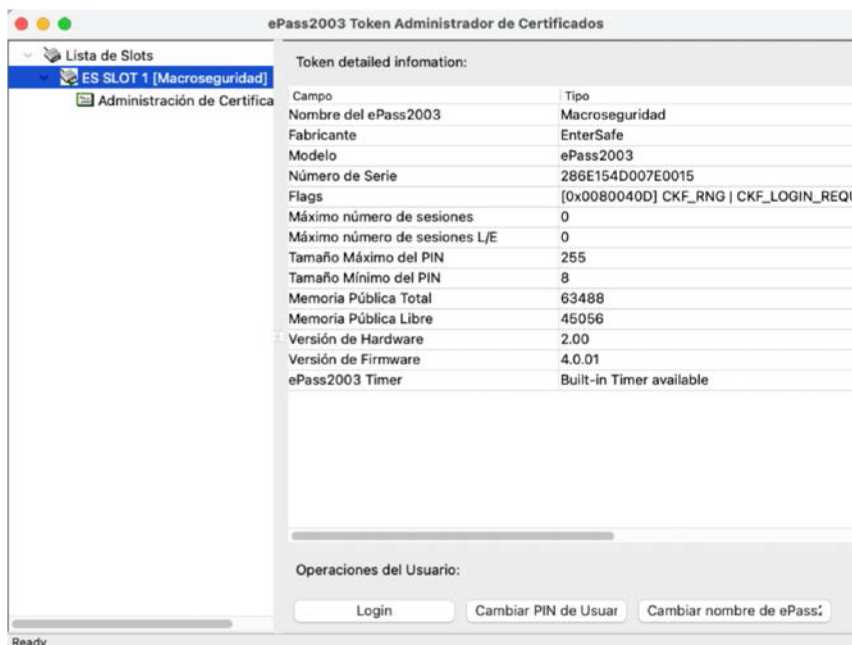 ePass2003 Token Administrador de Certificados
Lista de Slots
ES SLOT 1 [Macroseguridad]
Administración de Certifica
Token detailed infomation:
Campo Tipo
Nombre del ePass2003 Macroseguridad
Fabricante EnterSafe
Modelo ePass2003
Número de Serie 286E154D007E0015
Flags [0x0080040D] CKF_RNG | CKF_LOGIN_REQU
Máximo número de sesiones 0
Máximo número de sesiones L/E 0
Tamaño Máximo del PIN 255
Tamaño Mínimo del PIN 8
Memoria Pública Total 63488
Memoria Pública Libre 45056
Versión de Hardware 2.00
Versión de Firmware 4.0.01
ePass2003 Timer Built-in Timer available
Operaciones del Usuario:
Login Cambiar PIN de Usuar Cambiar nombre de ePass2
Ready